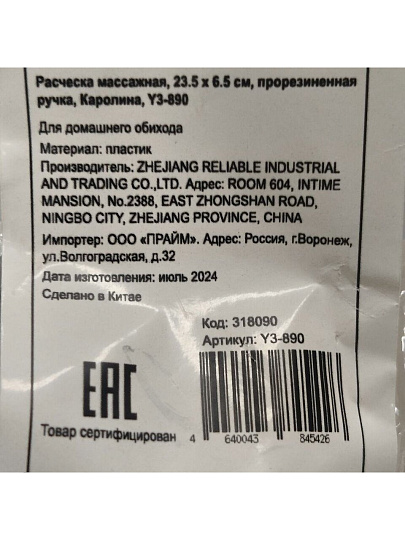 Расческа массажная, 23.5 х 6.5 см, прорезиненная
ручка, Каролина, Y3-890
Для домашнего обихода
Материал: пластик
Производитель: ZHEJIANG RELIABLE INDUSTRIAL
AND TRADING CO.,LTD. Адрес: ROOM 604, INTIME
MANSION, No.2388, EAST ZHONGSHAN ROAD,
NINGBO CITY, ZHEJIANG PROVINCE, CHINA
Импортер: ООО «ПРАЙМ». Адрес: Россия, г.Воронеж,
ул.Волгоградская, д.32
Дата изготовления: июль 2024
Сделано в Китае
Код: 318090
Артикул: Y3-890
EAC
Товар сертифицирован
4 640043 845426